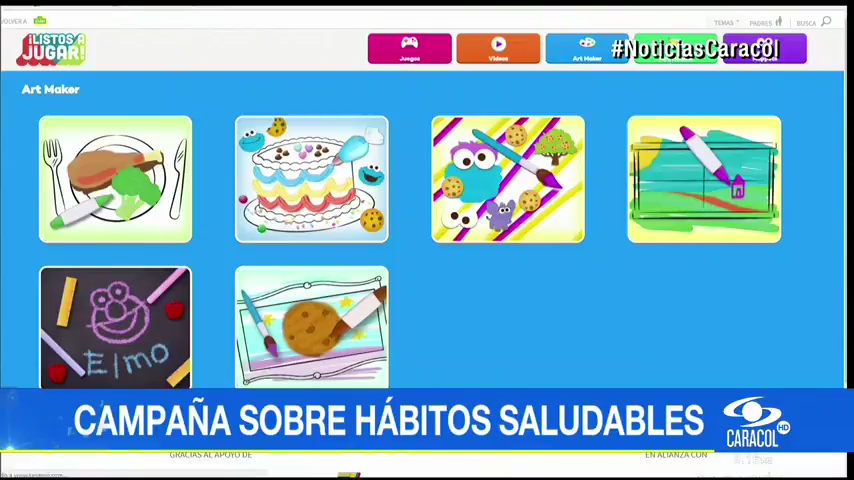 VOLVER A
TEMAS
PADRES
BUSCA
¡LISTOS A
JUGAR!
Juegos
Videos
Art Maker
#NoticiasCaracol
Art Maker
Elmo
CAMPAÑA SOBRE HÁBITOS SALUDABLES
CARACOL HD
GRACIAS AL APOYO DE
EN ALIANZA CON